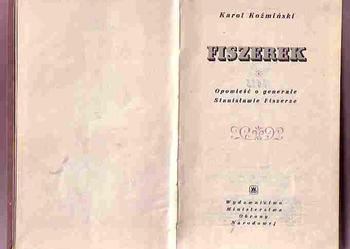 Karol Koźmiński
FISZEREK
Opowieść o generale
Stanisławie Fiszerze
Wydawnictwo
Ministerstwa
Obrony
Narodowej